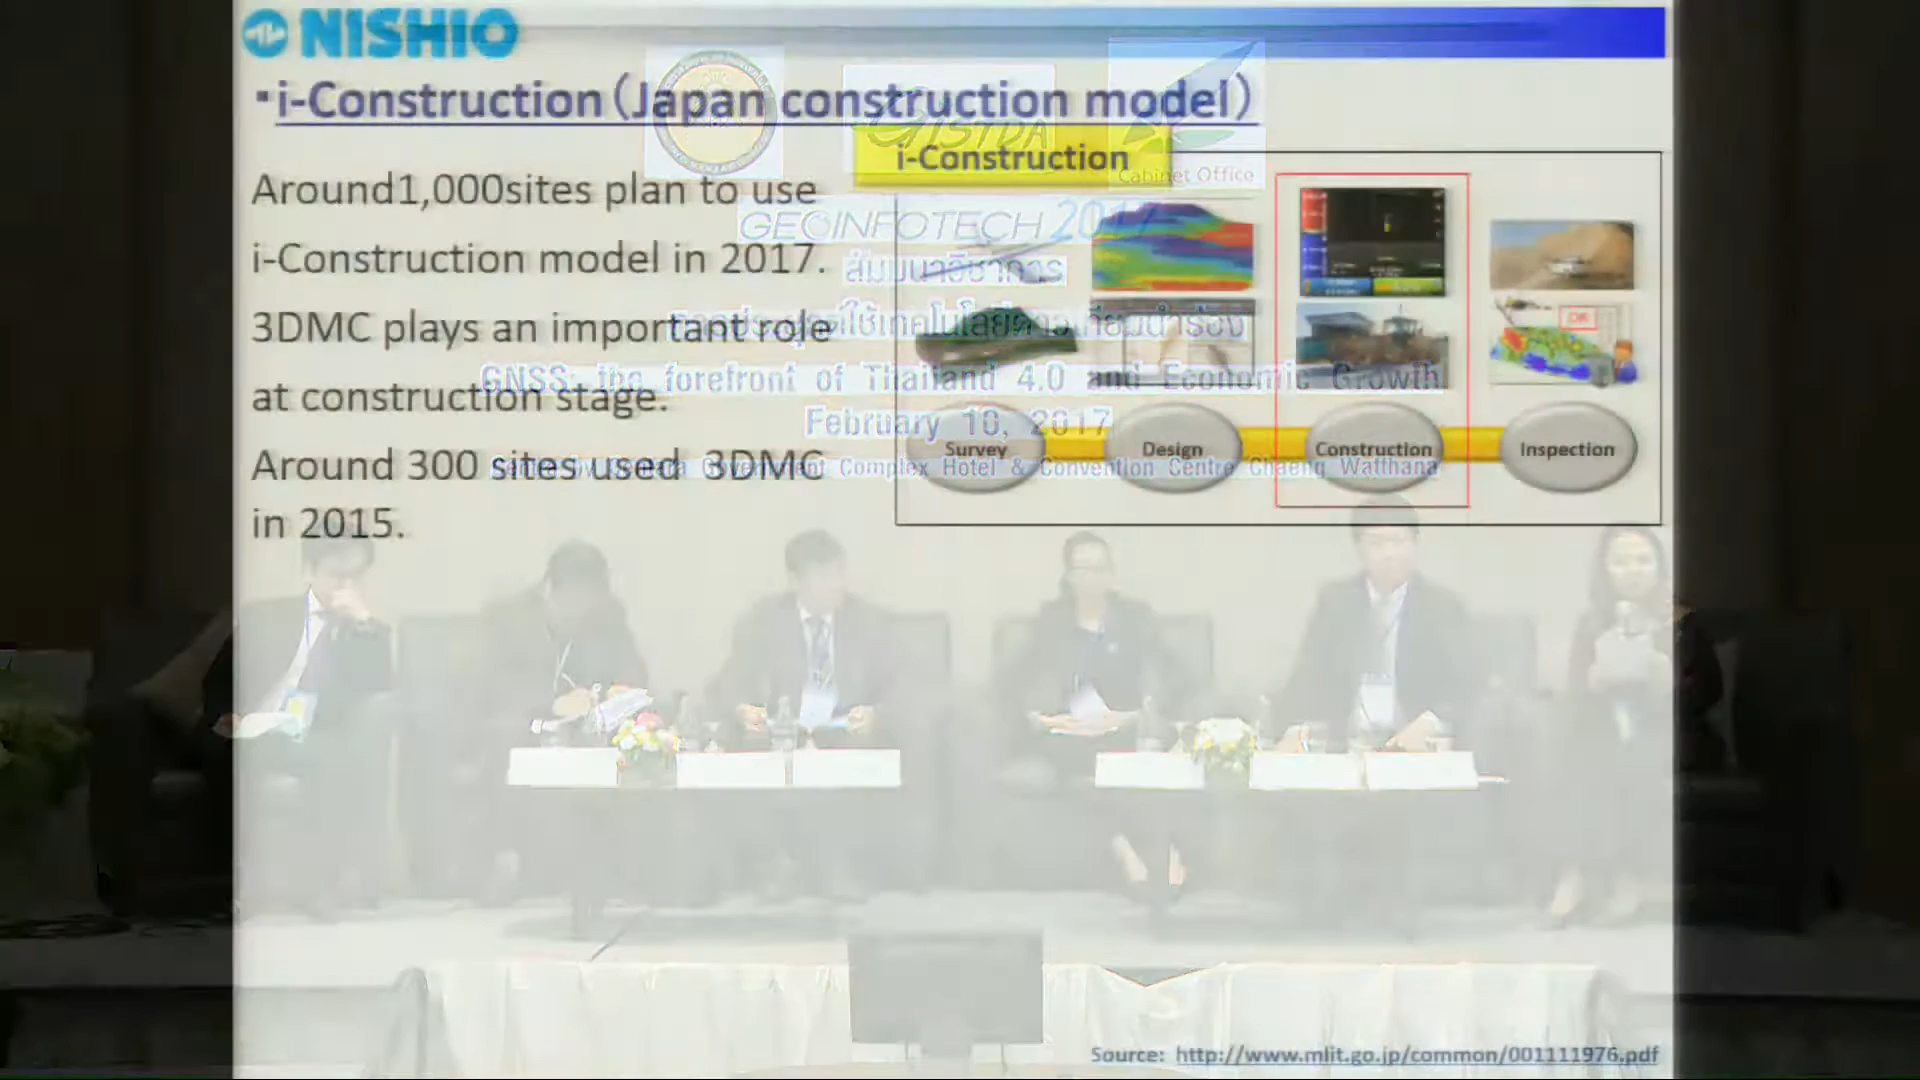 NISHIO
・i-Construction（Japan construction model）
GISTDA
i-Construction
Cabinet Office
Around1,000sites plan to use
i-Construction model in 2017.
3DMC plays an important role
at construction stage.
Around 300 sites used 3DMC
in 2015.
GEOINFOTECH 2017
สัมมนาวิชาการ
GNSS: the forefront of Thailand 4.0 and Economic Growth
February 10, 2017
Government Complex Hotel & Convention Centre Chaeng Watthana
OK
Survey
Design
Construction
Inspection
Source: http://www.mlit.go.jp/common/001111976.pdf